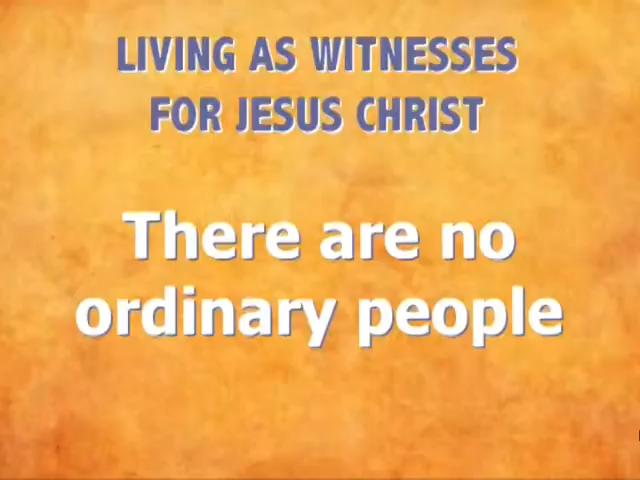 LIVING AS WITNESSES
FOR JESUS CHRIST
There are no
ordinary people